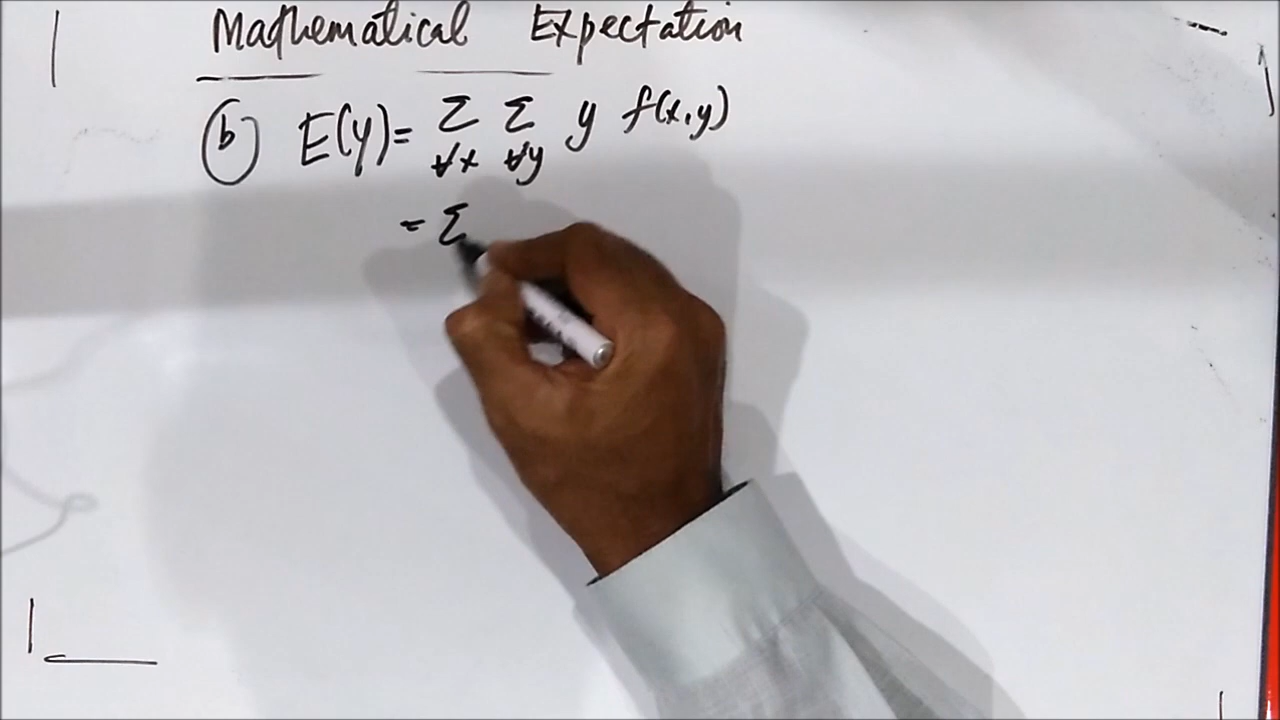 Mathematical Expectation
(b) E(y) = Σ Σ y f(x,y)
∀x ∀y
= Σ